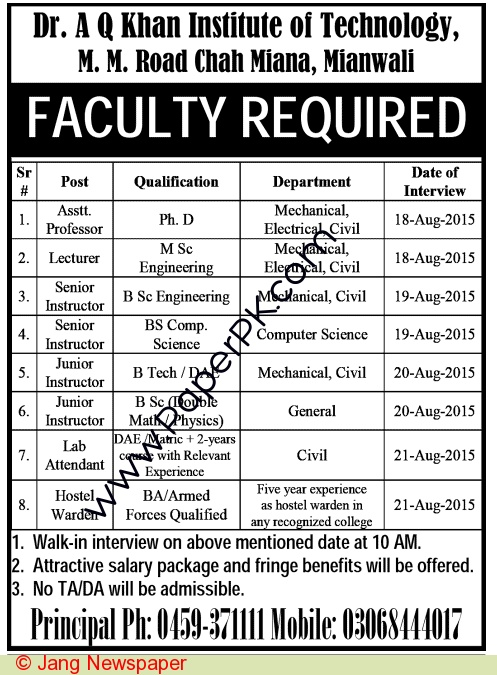 Dr. A Q Khan Institute of Technology,
M. M. Road Chah Miana, Mianwali
FACULTY REQUIRED
Sr # Post Qualification Department Date of Interview
1. Asstt. Professor Ph. D Mechanical, Electrical, Civil 18-Aug-2015
2. Lecturer M Sc Engineering Mechanical, Electrical, Civil 18-Aug-2015
3. Senior Instructor B Sc Engineering Mechanical, Civil 19-Aug-2015
4. Senior Instructor BS Comp. Science Computer Science 19-Aug-2015
5. Junior Instructor B Tech / DAE Mechanical, Civil 20-Aug-2015
6. Junior Instructor B Sc (Double Math / Physics) General 20-Aug-2015
7. Lab Attendant DAE /Matric + 2-years course with Relevant Experience Civil 21-Aug-2015
8. Hostel Warden BA/Armed Forces Qualified Five year experience as hostel warden in any recognized college 21-Aug-2015
1. Walk-in interview on above mentioned date at 10 AM.
2. Attractive salary package and fringe benefits will be offered.
3. No TA/DA will be admissible.
Principal Ph: 0459-371111 Mobile: 03068444017
www.PaperPK.com
© Jang Newspaper